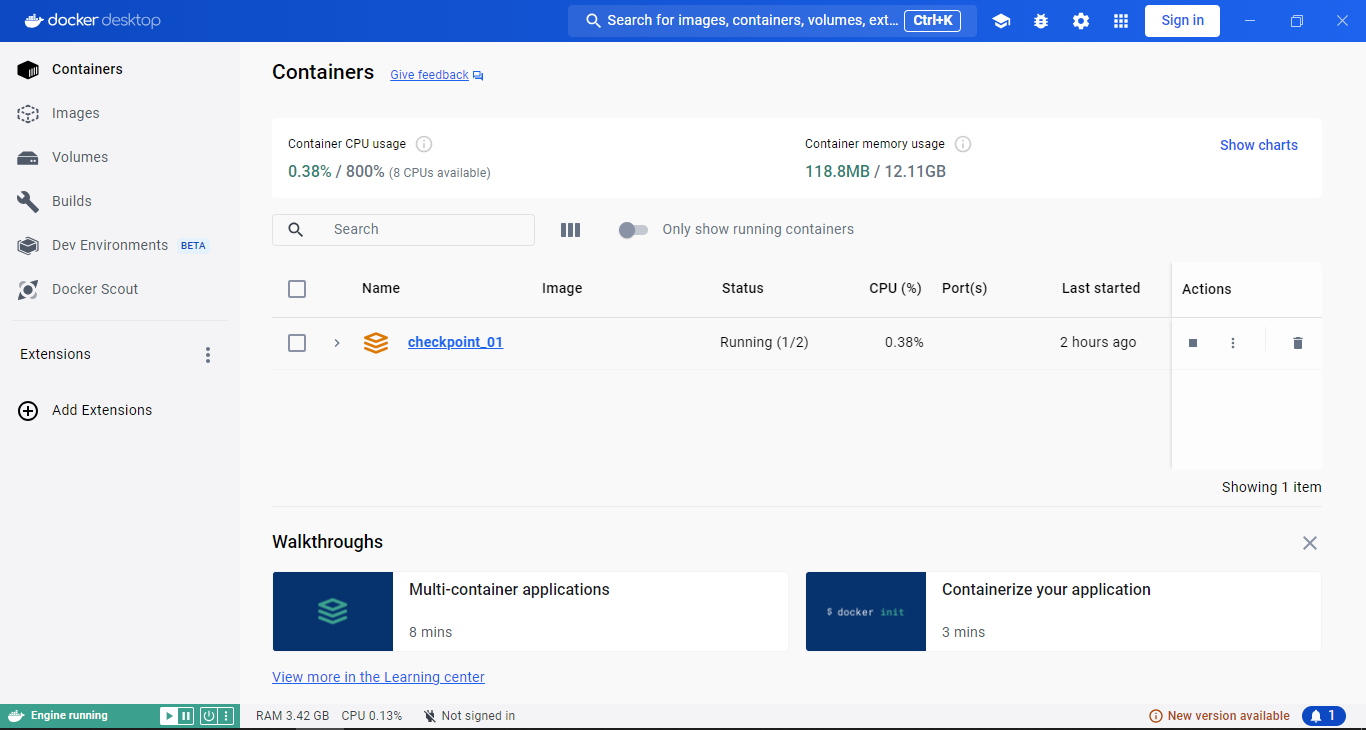 docker desktop
Search for images, containers, volumes, ext... Ctrl+K
Sign in
Containers
Images
Volumes
Builds
Dev Environments BETA
Docker Scout
Extensions
Add Extensions
Containers Give feedback
Container CPU usage
0.38% / 800% (8 CPUs available)
Container memory usage
118.8MB / 12.11GB
Show charts
Search
Only show running containers
Name Image Status CPU (%) Port(s) Last started Actions
checkpoint_01 Running (1/2) 0.38% 2 hours ago
Showing 1 item
Walkthroughs
Multi-container applications
8 mins
$ docker init
Containerize your application
3 mins
View more in the Learning center
Engine running
RAM 3.42 GB CPU 0.13% Not signed in
New version available 1